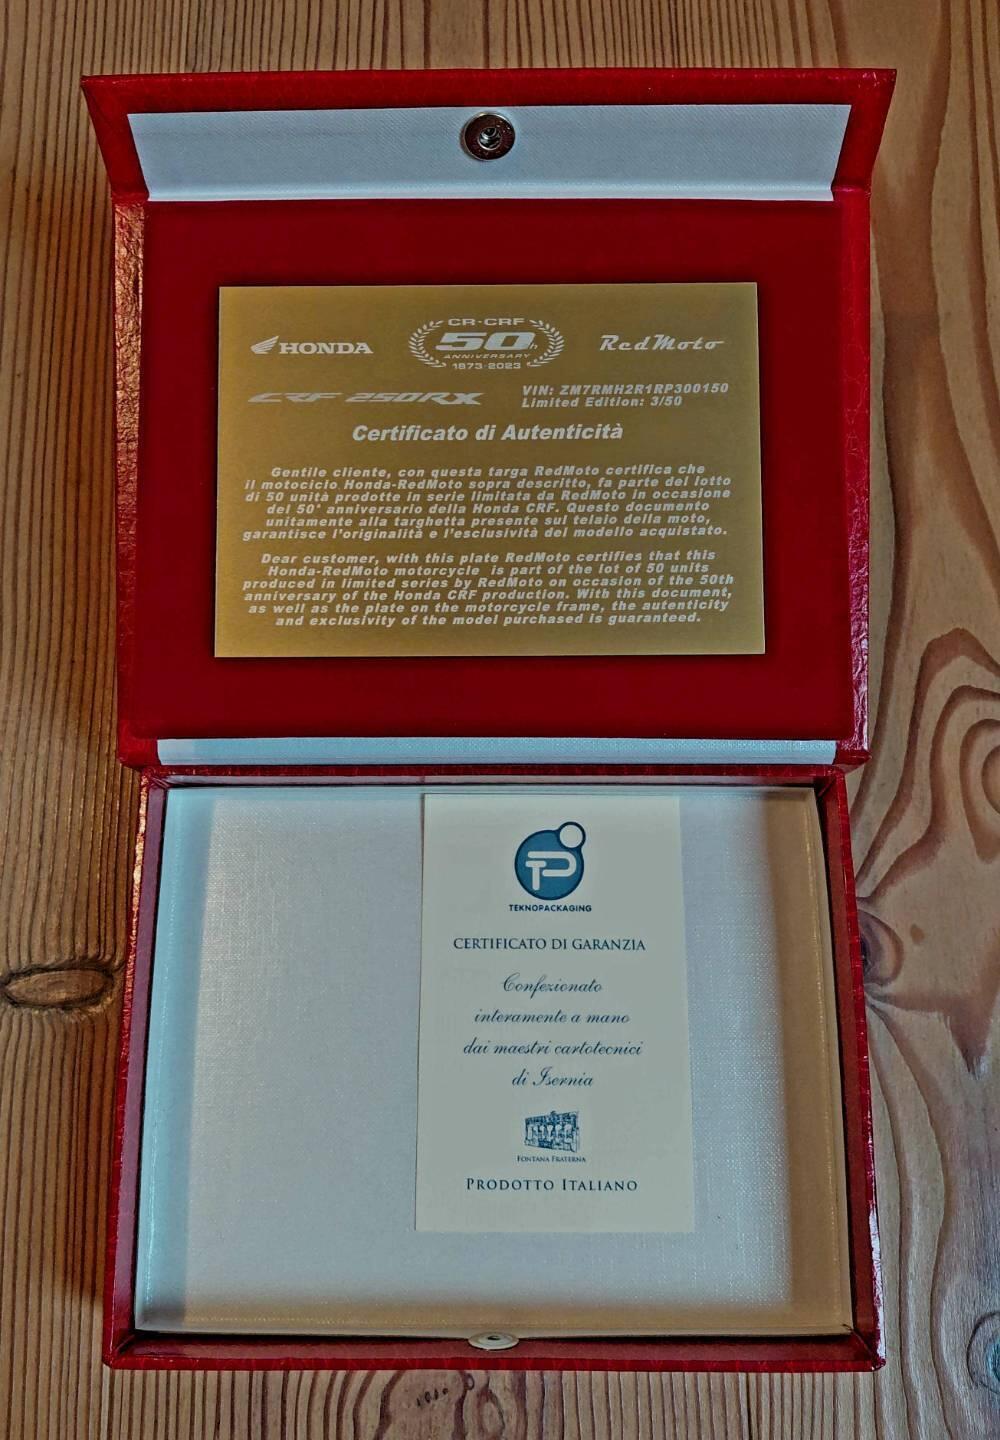 HONDA
CR-CRF
50th
ANNIVERSARY
1973-2023
RedMoto
CRF 250RX
VIN: ZM7RMH2R1RP300150
Limited Edition: 3/50
Certificato di Autenticità
Gentile cliente, con questa targa RedMoto certifica che
il motociclo Honda-RedMoto sopra descritto, fa parte del lotto
di 50 unità prodotte in serie limitata da RedMoto in occasione
del 50° anniversario della Honda CRF. Questo documento
unitamente alla targhetta presente sul telaio della moto,
garantisce l'originalità e l'esclusività del modello acquistato.
Dear customer, with this plate RedMoto certifies that this
Honda-RedMoto motorcycle is part of the lot of 50 units
produced in limited series by RedMoto on occasion of the 50th
anniversary of the Honda CRF production. With this document,
as well as the plate on the motorcycle frame, the autenticity
and exclusivity of the model purchased is guaranteed.
TP
TEKNOPACKAGING
CERTIFICATO DI GARANZIA
Confezionato
interamente a mano
dai maestri cartotecnici
di Isernia
FONTANA FRATERNA
PRODOTTO ITALIANO